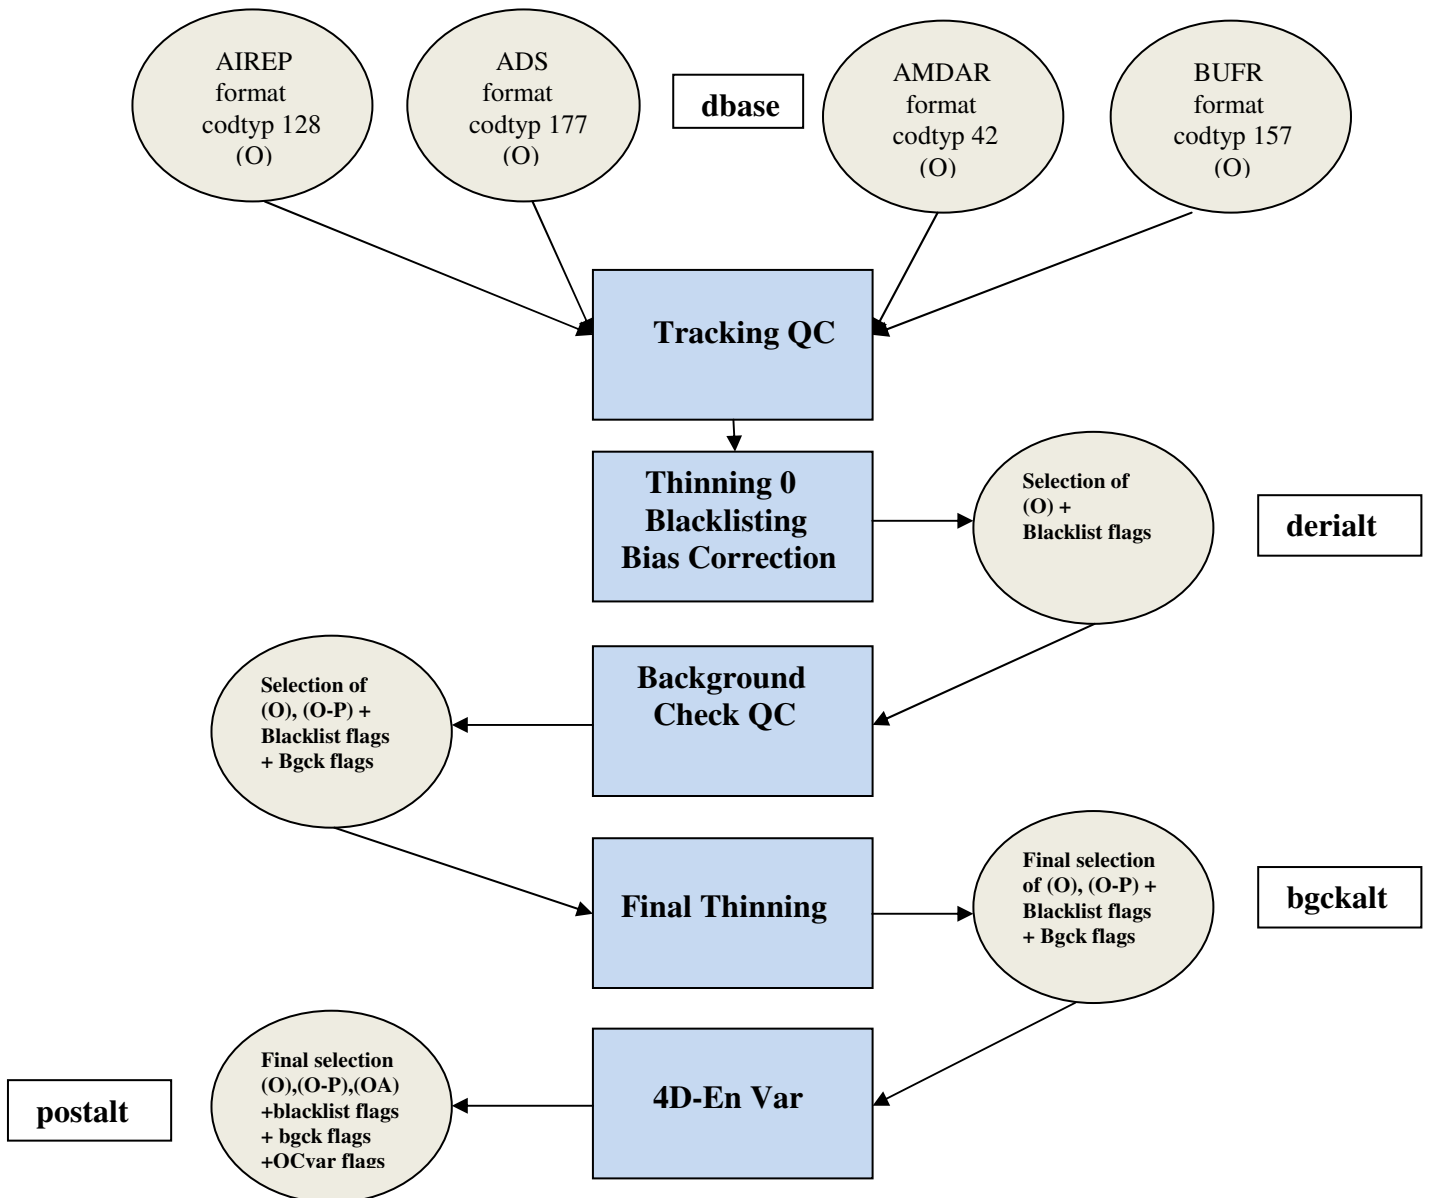 AIREP
format
codtyp 128
(O)
ADS
format
codtyp 177
(O)
dbase
AMDAR
format
codtyp 42
(O)
BUFR
format
codtyp 157
(O)
Tracking QC
Thinning 0
Blacklisting
Bias Correction
Selection of
(O) +
Blacklist flags
derialt
Background
Check QC
Selection of
(O), (O-P) +
Blacklist flags
+ Bgck flags
Final Thinning
Final selection
of (O), (O-P) +
Blacklist flags
+ Bgck flags
bgckalt
4D-En Var
Final selection
(O),(O-P),(OA)
+blacklist flags
+ bgck flags
+QCvar flags
postalt